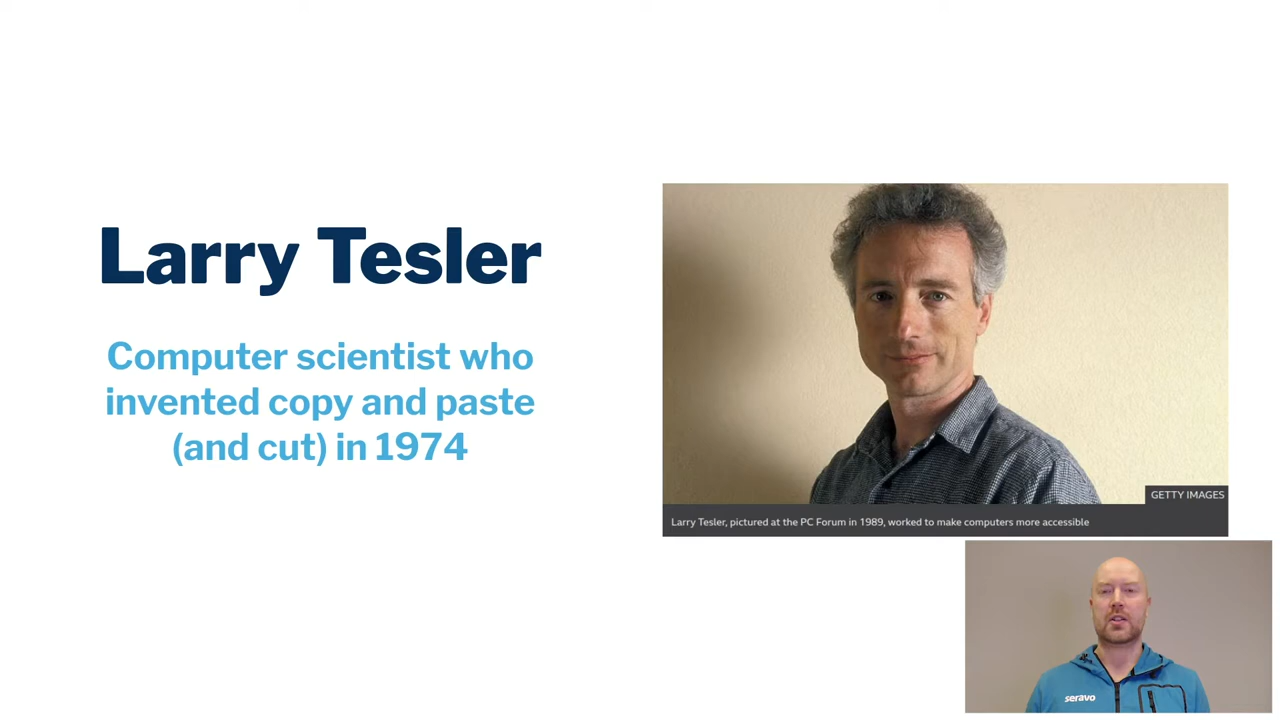 Larry Tesler
Computer scientist who
invented copy and paste
(and cut) in 1974
GETTY IMAGES
Larry Tesler, pictured at the PC Forum in 1989, worked to make computers more accessible
seravo